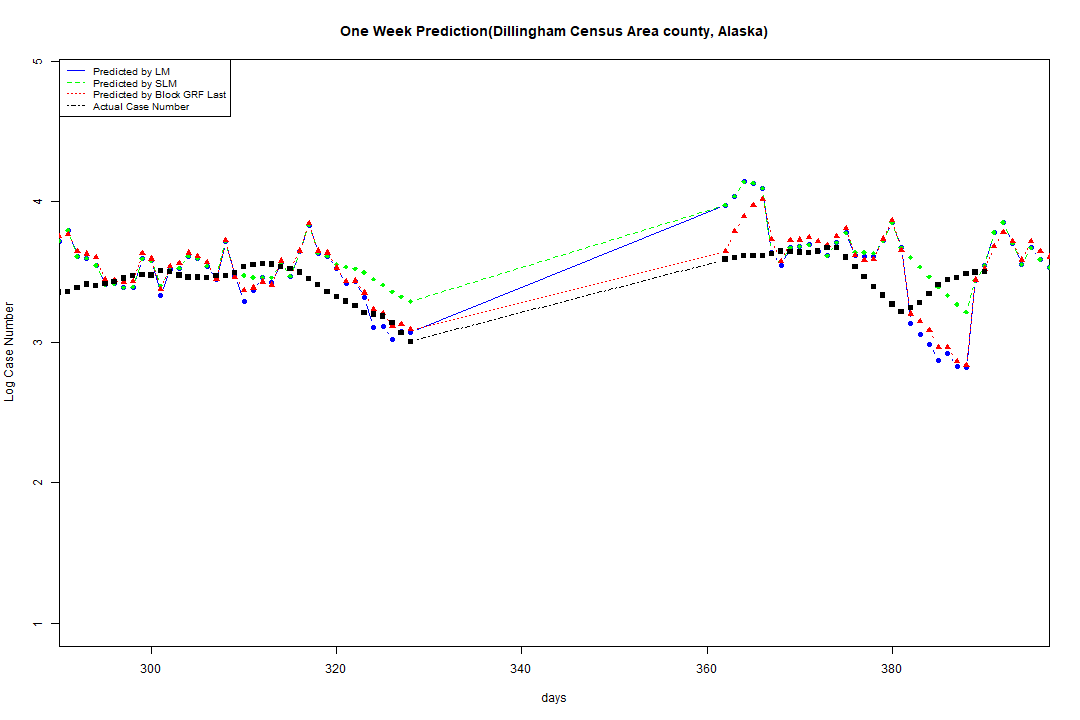 One Week Prediction(Dillingham Census Area county, Alaska)
Predicted by LM
Predicted by SLM
Predicted by Block GRF Last
Actual Case Number
5
4
3
2
1
Log Case Number
300 320 340 360 380
days